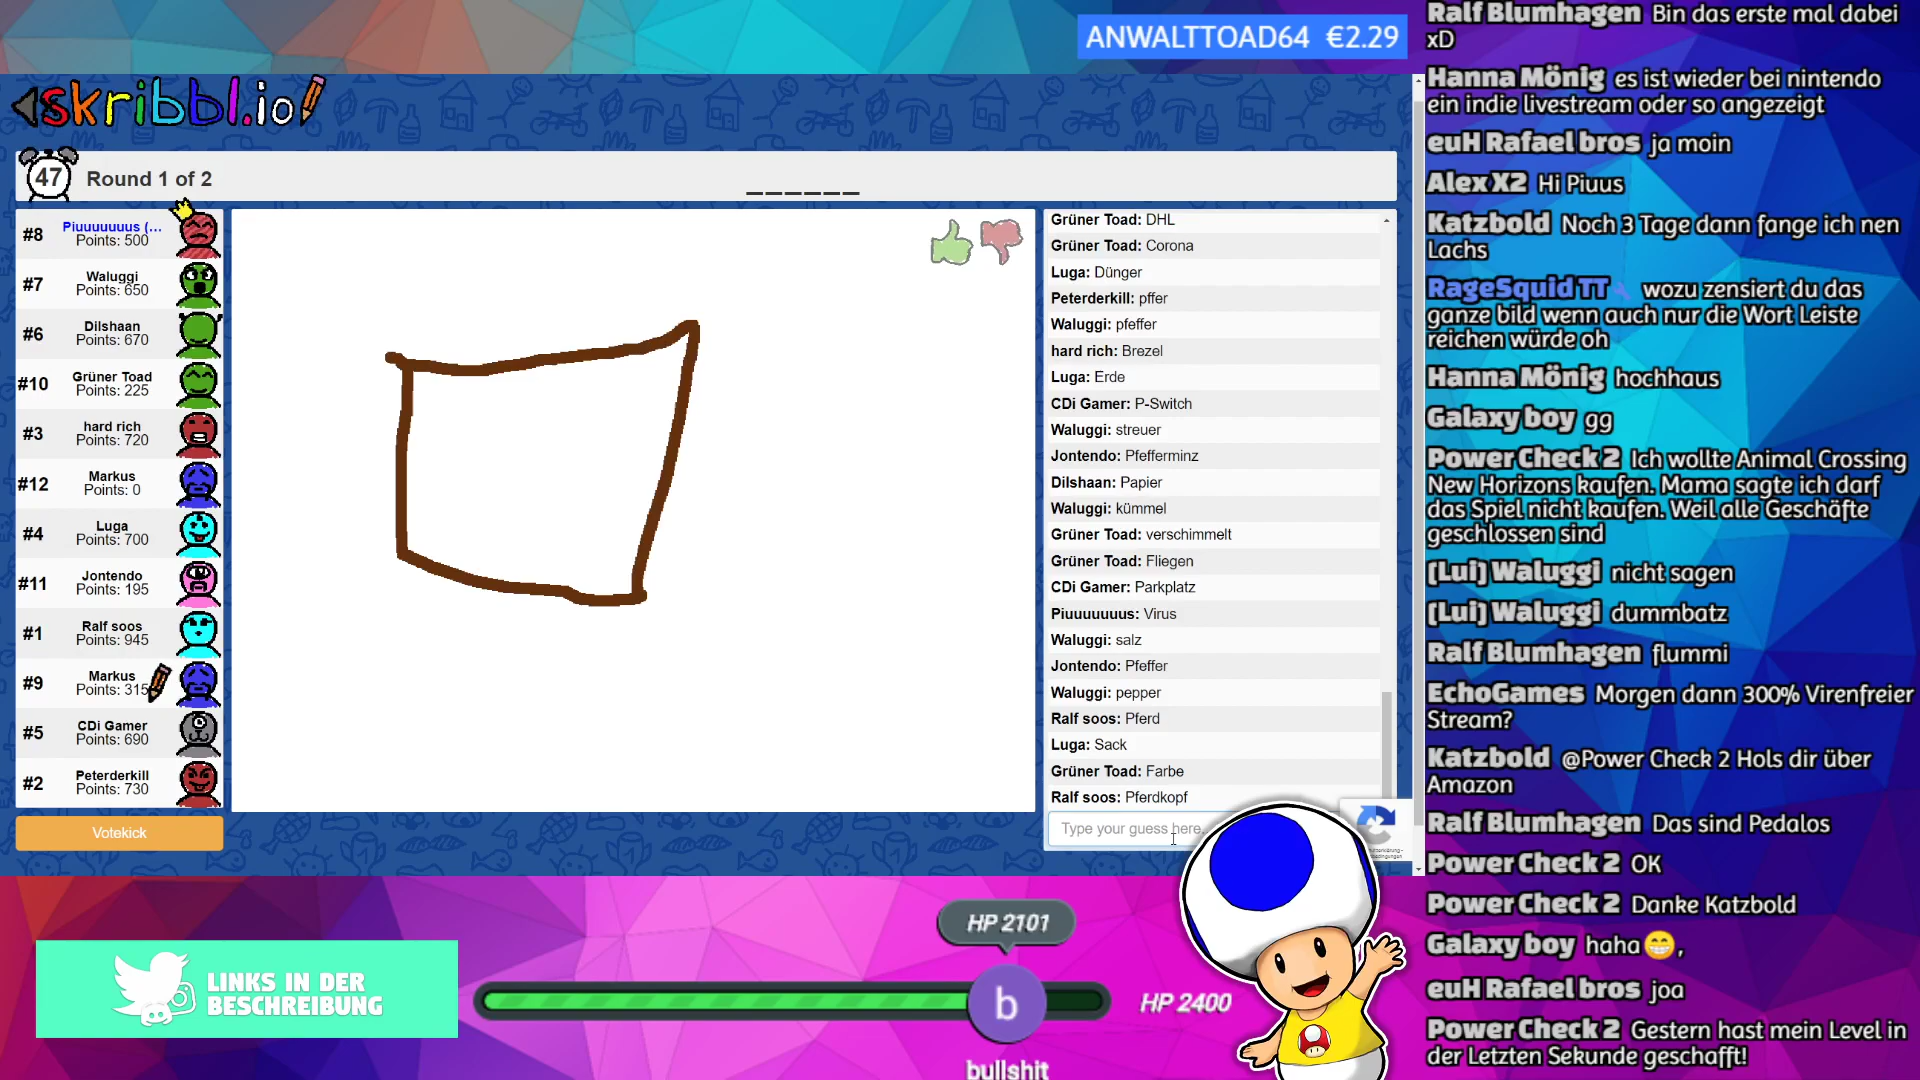 ANWALTTOAD64 €2.29
skribbl.io
47 Round 1 of 2
______
#8 Piuuuuuuus (...
Points: 500
#7 Waluggi
Points: 650
#6 Dilshaan
Points: 670
#10 Grüner Toad
Points: 225
#3 hard rich
Points: 720
#12 Markus
Points: 0
#4 Luga
Points: 700
#11 Jontendo
Points: 195
#1 Ralf soos
Points: 945
#9 Markus
Points: 315
#5 CDi Gamer
Points: 690
#2 Peterderkill
Points: 730
Votekick
Grüner Toad: DHL
Grüner Toad: Corona
Luga: Dünger
Peterderkill: pffer
Waluggi: pfeffer
hard rich: Brezel
Luga: Erde
CDi Gamer: P-Switch
Waluggi: streuer
Jontendo: Pfefferminz
Dilshaan: Papier
Waluggi: kümmel
Grüner Toad: verschimmelt
Grüner Toad: Fliegen
CDi Gamer: Parkplatz
Piuuuuuuus: Virus
Waluggi: salz
Jontendo: Pfeffer
Waluggi: pepper
Ralf soos: Pferd
Luga: Sack
Grüner Toad: Farbe
Ralf soos: Pferdkopf
Type your guess here...
Ralf Blumhagen Bin das erste mal dabei
xD
Hanna Mönig es ist wieder bei nintendo
ein indie livestream oder so angezeigt
euH Rafael bros ja moin
Alex X2 Hi Piuus
Katzbold Noch 3 Tage dann fange ich nen
Lachs
RageSquid TT wozu zensiert du das
ganze bild wenn auch nur die Wort Leiste
reichen würde oh
Hanna Mönig hochhaus
Galaxy boy gg
Power Check 2 Ich wollte Animal Crossing
New Horizons kaufen. Mama sagte ich darf
das Spiel nicht kaufen. Weil alle Geschäfte
geschlossen sind
[Lui] Waluggi nicht sagen
[Lui] Waluggi dummbatz
Ralf Blumhagen flummi
EchoGames Morgen dann 300% Virenfreier
Stream?
Katzbold @Power Check 2 Hols dir über
Amazon
Ralf Blumhagen Das sind Pedalos
Power Check 2 OK
Power Check 2 Danke Katzbold
Galaxy boy haha😁,
euH Rafael bros joa
Power Check 2 Gestern hast mein Level in
der Letzten Sekunde geschafft!
LINKS IN DER
BESCHREIBUNG
HP 2101
b
HP 2400
bullshit